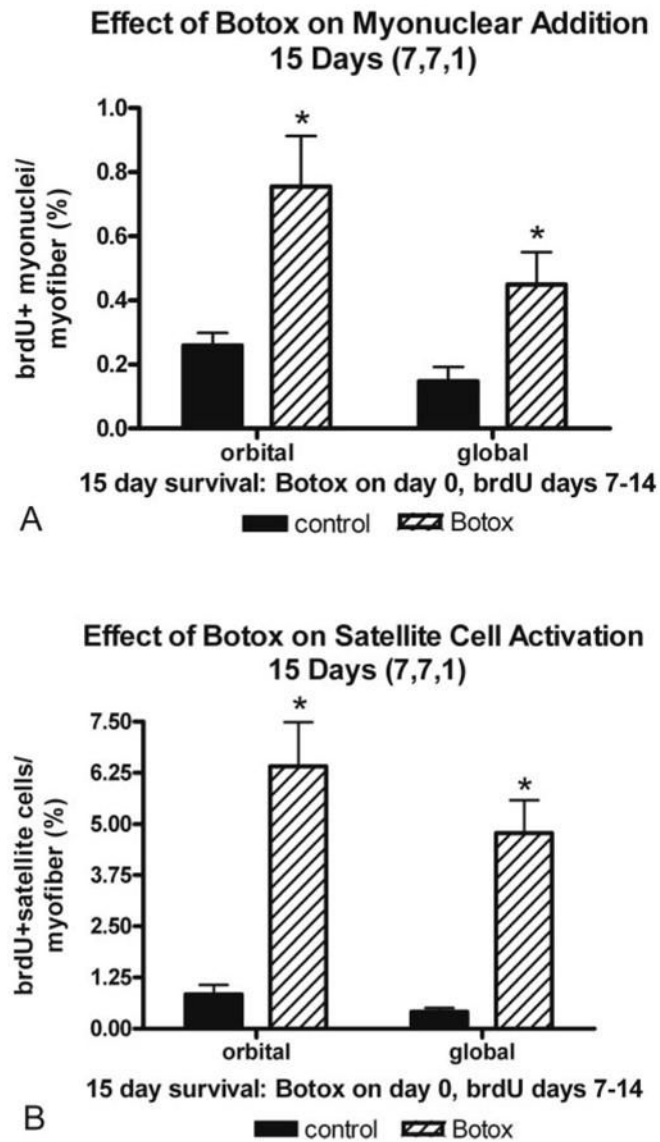 Effect of Botox on Myonuclear Addition
15 Days (7,7,1)
brdU+ myonuclei/
myofiber (%)
1.0
0.8
0.6
0.4
0.2
0.0
*
*
orbital
global
15 day survival: Botox on day 0, brdU days 7-14
A
control
Botox
Effect of Botox on Satellite Cell Activation
15 Days (7,7,1)
brdU+satellite cells/
myofiber (%)
7.50
6.25
5.00
3.75
2.50
1.25
0.00
*
*
orbital
global
15 day survival: Botox on day 0, brdU days 7-14
B
control
Botox